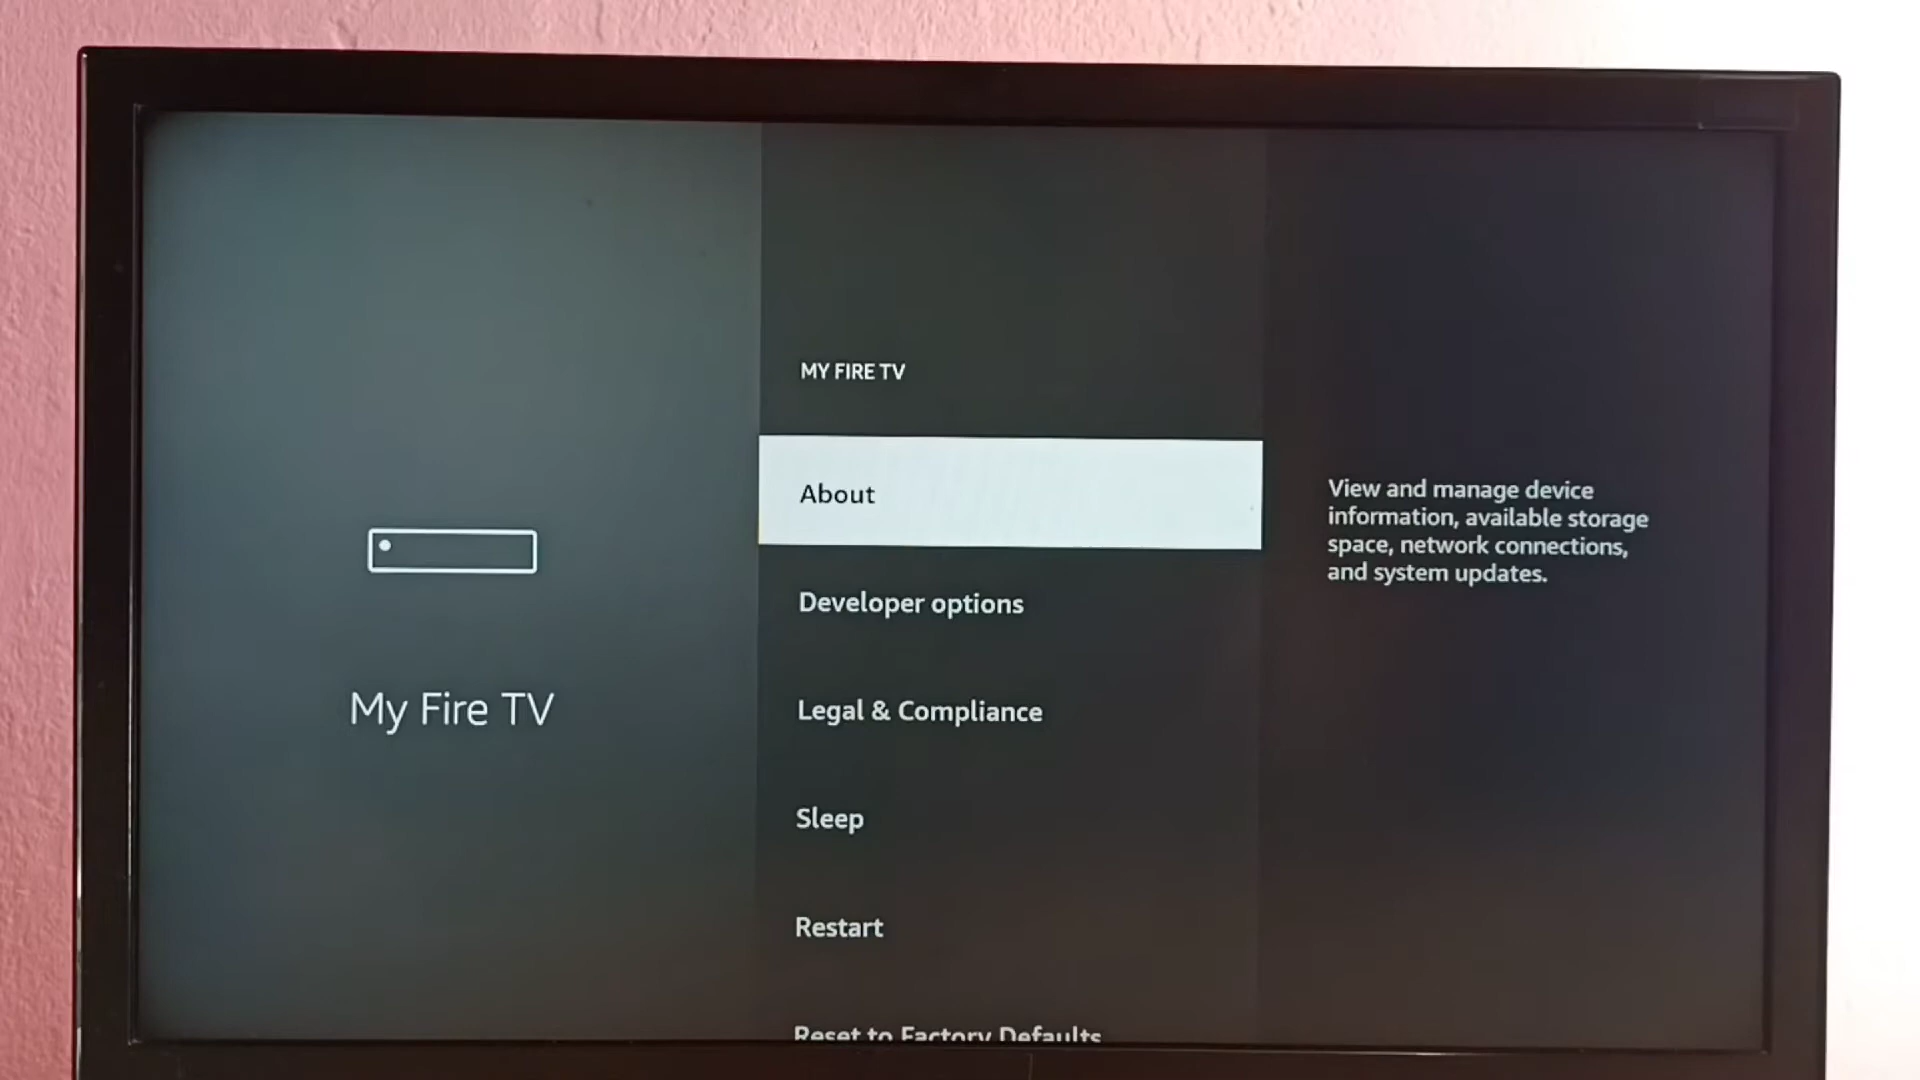 MY FIRE TV
About
Developer options
Legal & Compliance
Sleep
Restart
Reset to Factory Defaults
My Fire TV
View and manage device
information, available storage
space, network connections,
and system updates.